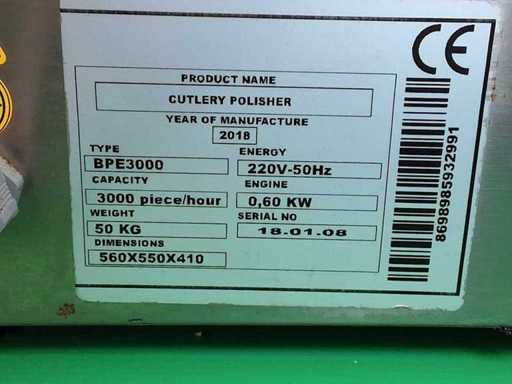 CE
PRODUCT NAME
CUTLERY POLISHER
YEAR OF MANUFACTURE
2018
TYPE
BPE3000
ENERGY
220V-50Hz
CAPACITY
3000 piece/hour
ENGINE
0,60 KW
WEIGHT
50 KG
SERIAL NO
18.01.08
DIMENSIONS
560X550X410
8698985932991